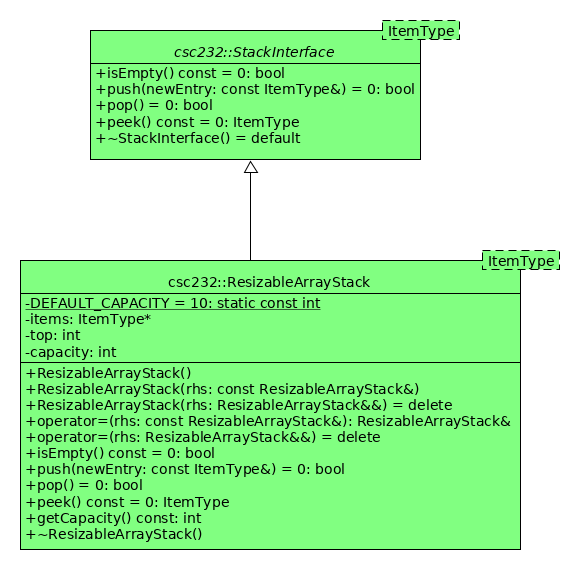 ItemType
csc232::StackInterface
+isEmpty() const = 0: bool
+push(newEntry: const ItemType&) = 0: bool
+pop() = 0: bool
+peek() const = 0: ItemType
+~StackInterface() = default
ItemType
csc232::ResizableArrayStack
-DEFAULT_CAPACITY = 10: static const int
-items: ItemType*
-top: int
-capacity: int
+ResizableArrayStack()
+ResizableArrayStack(rhs: const ResizableArrayStack&)
+ResizableArrayStack(rhs: ResizableArrayStack&&) = delete
+operator=(rhs: const ResizableArrayStack&): ResizableArrayStack&
+operator=(rhs: ResizableArrayStack&&) = delete
+isEmpty() const = 0: bool
+push(newEntry: const ItemType&) = 0: bool
+pop() = 0: bool
+peek() const = 0: ItemType
+getCapacity() const: int
+~ResizableArrayStack()